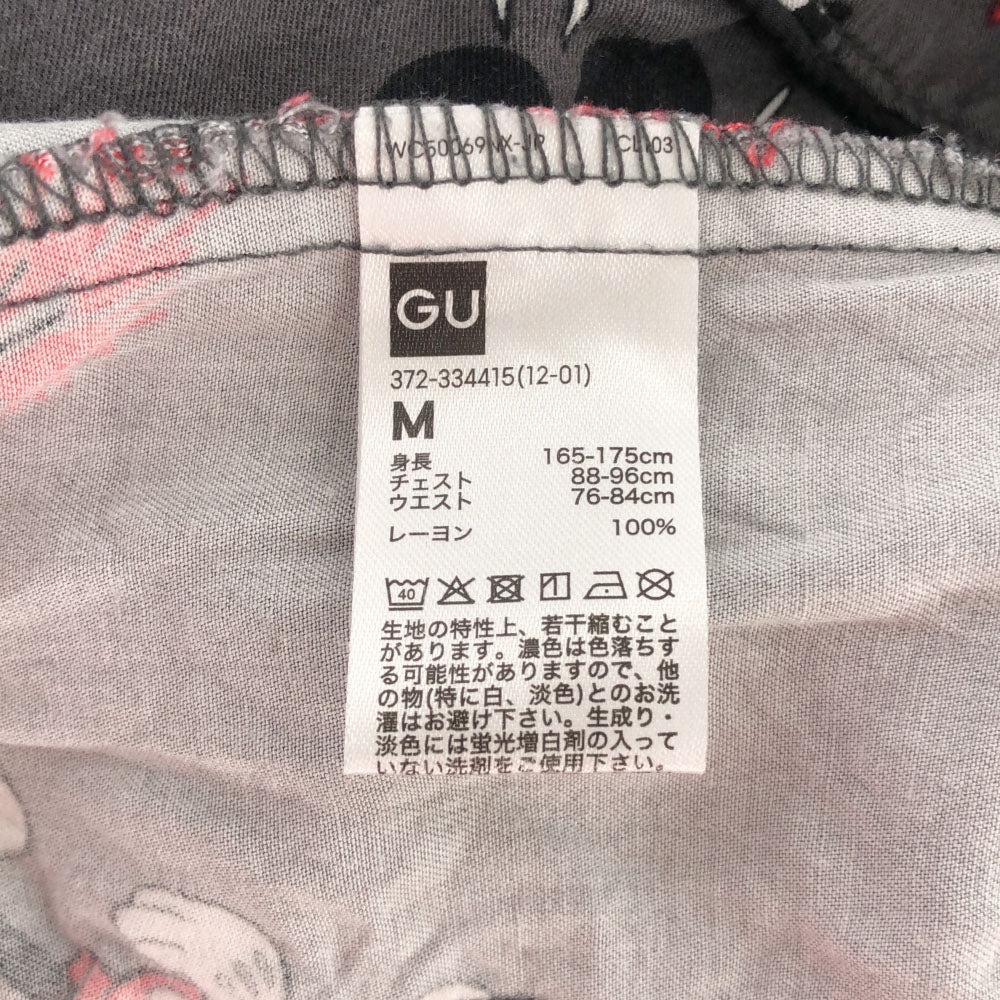 WC50069NX-JP CL:03
GU
372-334415(12-01)
M
身長 165-175cm
チェスト 88-96cm
ウエスト 76-84cm
レーヨン 100%
40
生地の特性上、若干縮むこと
があります。濃色は色落ちす
る可能性がありますので、他
の物(特に白、淡色)とのお洗
濯はお避け下さい。生成り・
淡色には蛍光増白剤の入って
いない洗剤をご使用下さい。